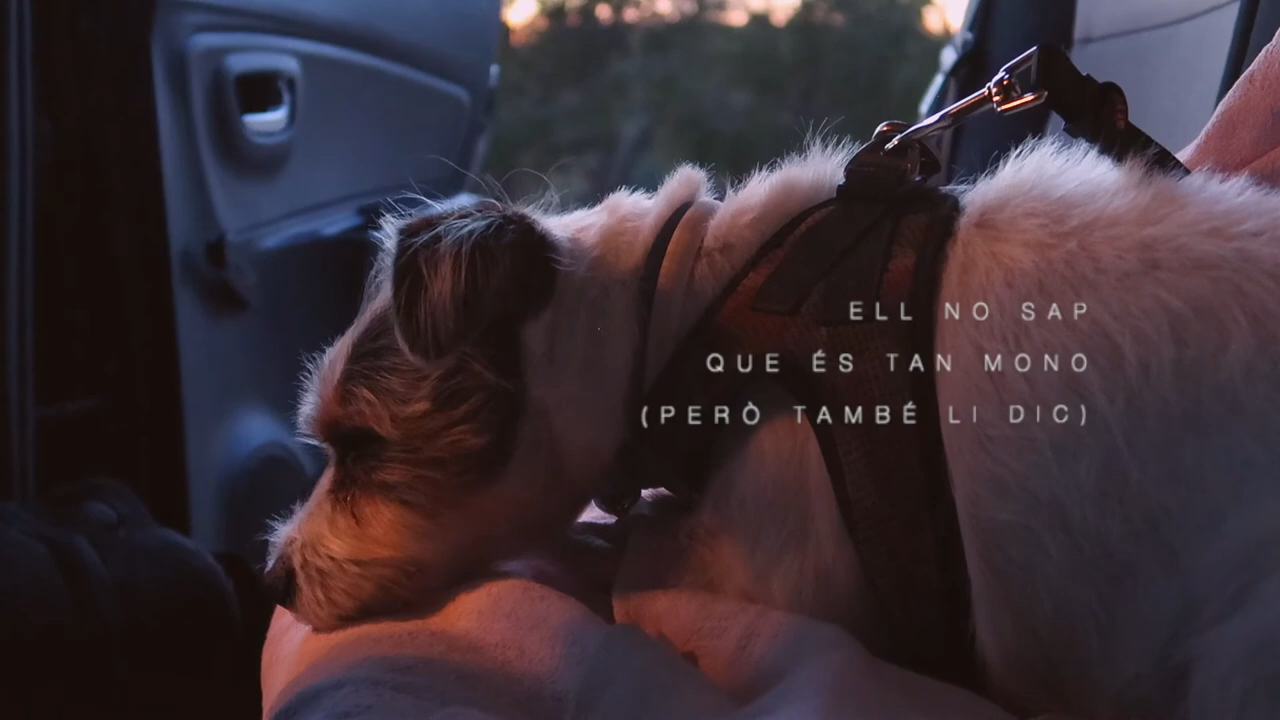 ELL NO SAP
QUE ÉS TAN MONO
(PERÒ TAMBÉ LI DIC)